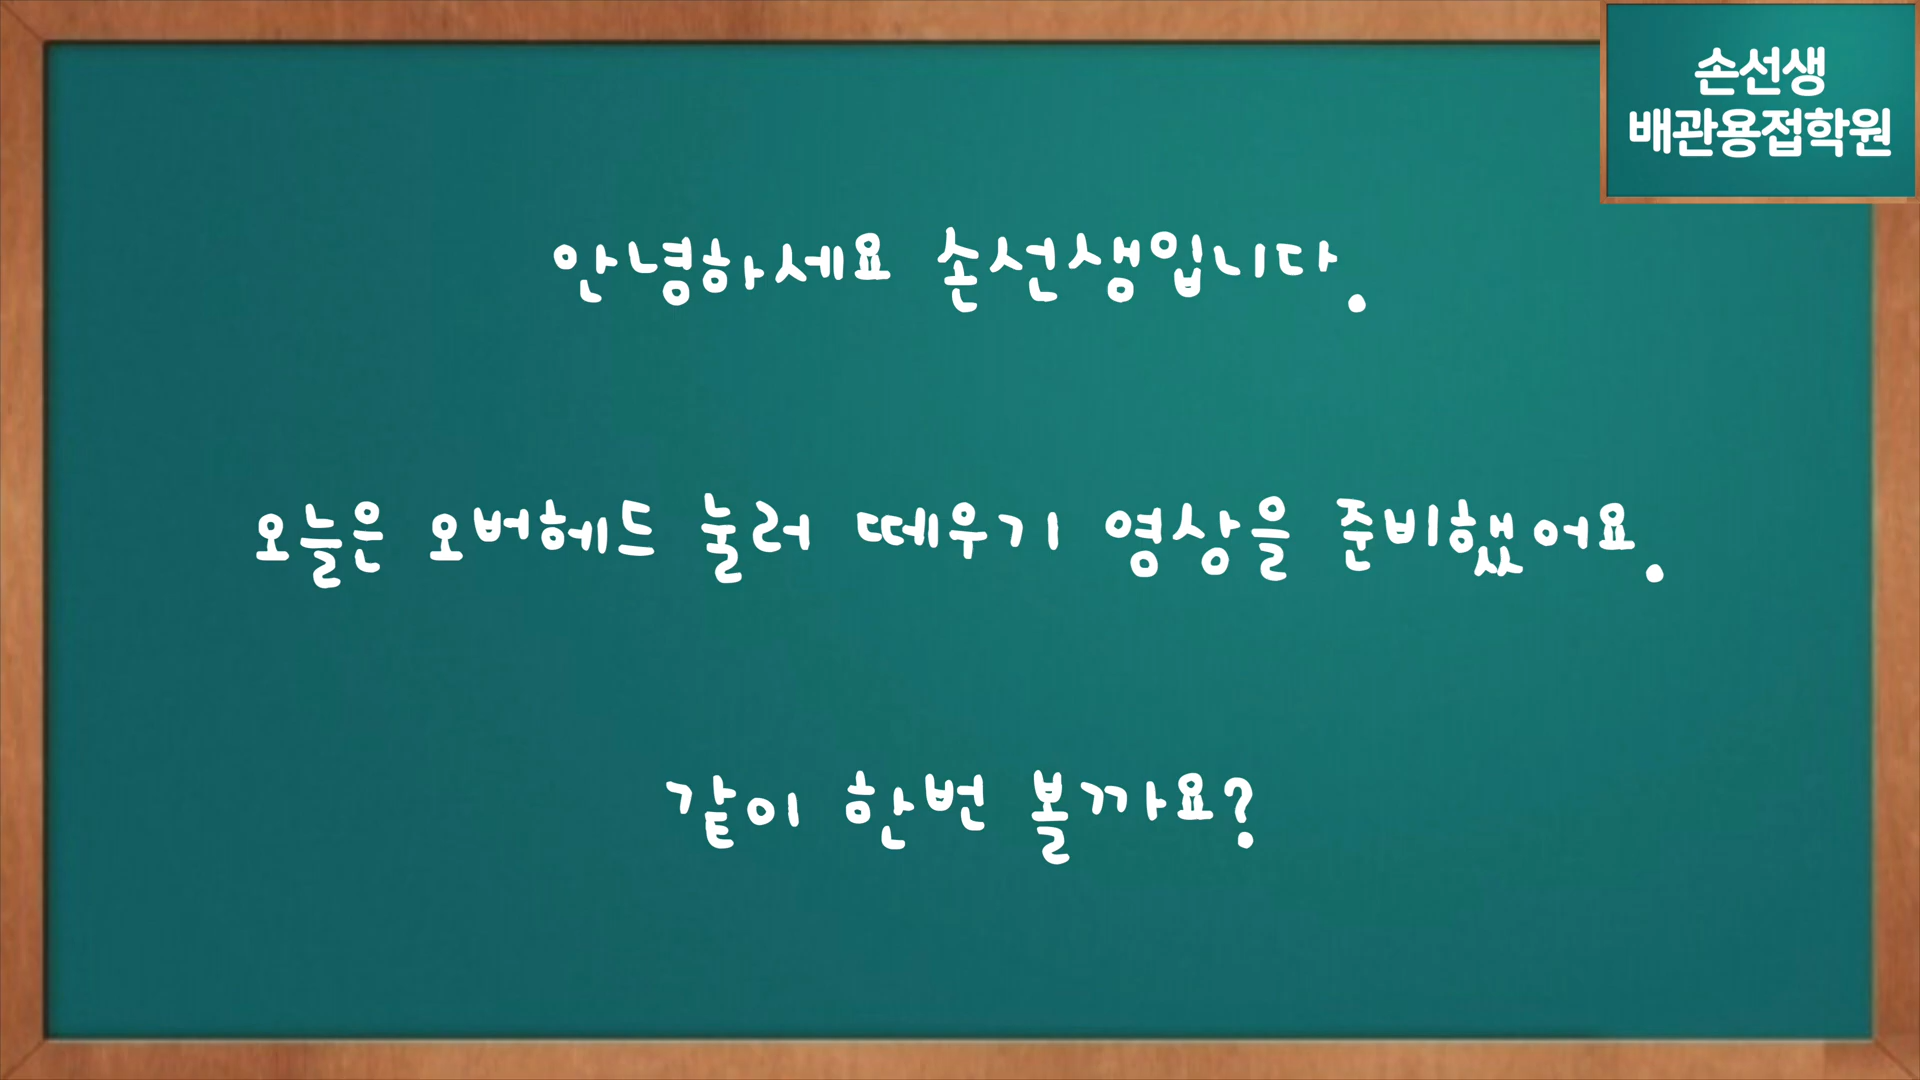 손선생
배관용접학원
안녕하세요 손선생입니다.
오늘은 오버헤드 눌러 떼우기 영상을 준비했어요.
같이 한번 볼까요?